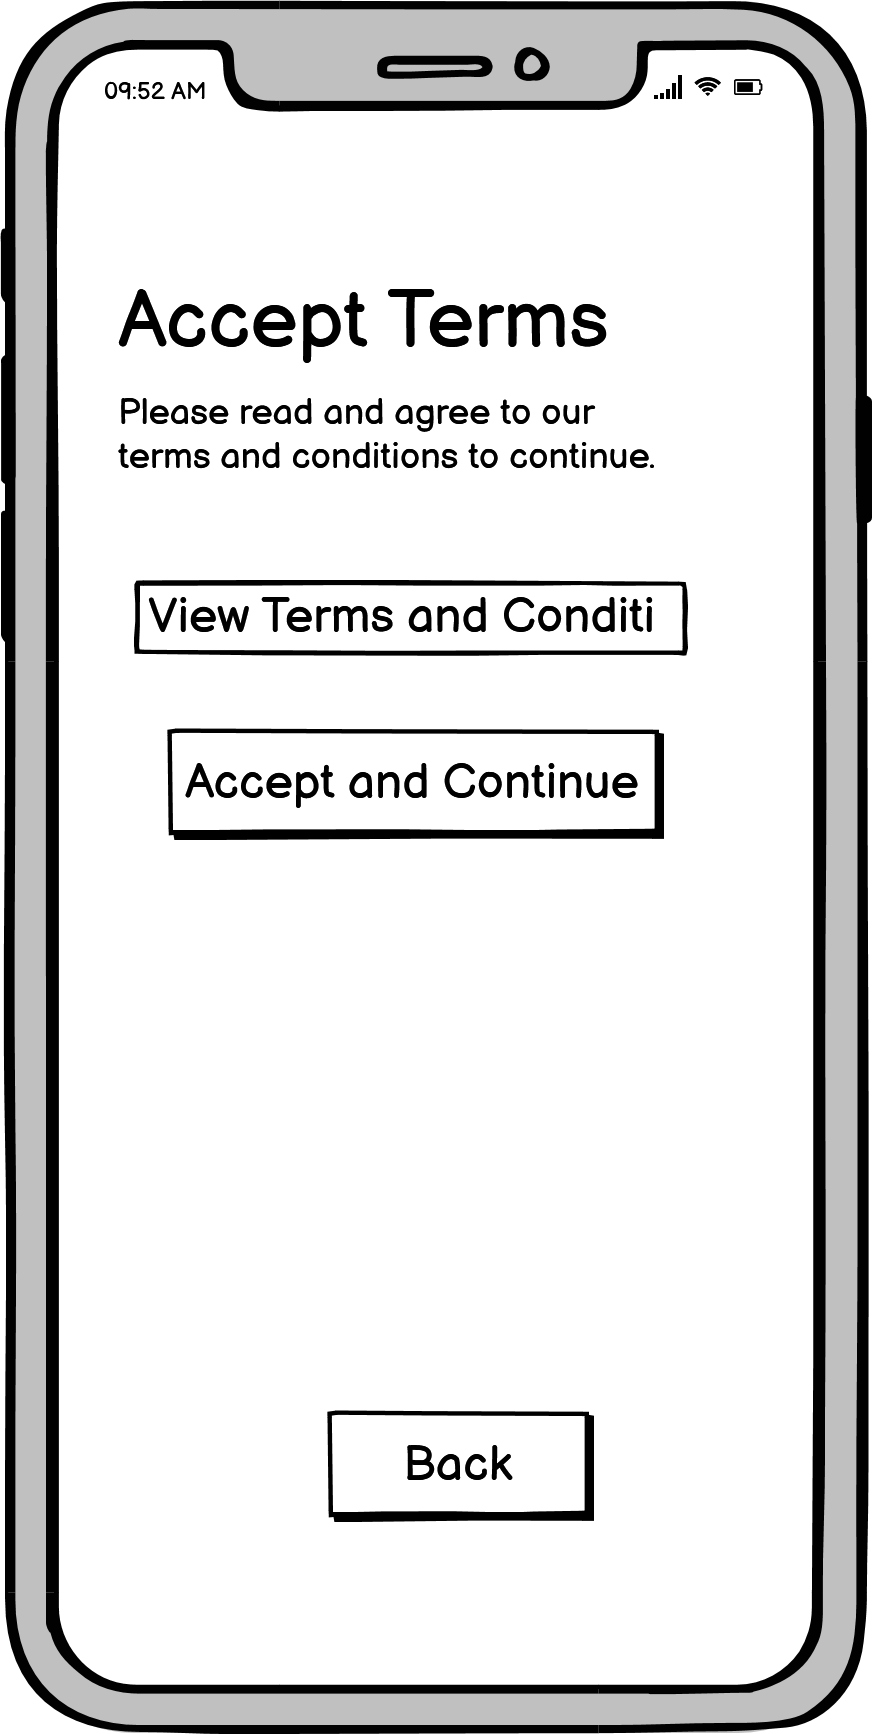 09:52 AM
Accept Terms
Please read and agree to our
terms and conditions to continue.
View Terms and Conditi
Accept and Continue
Back